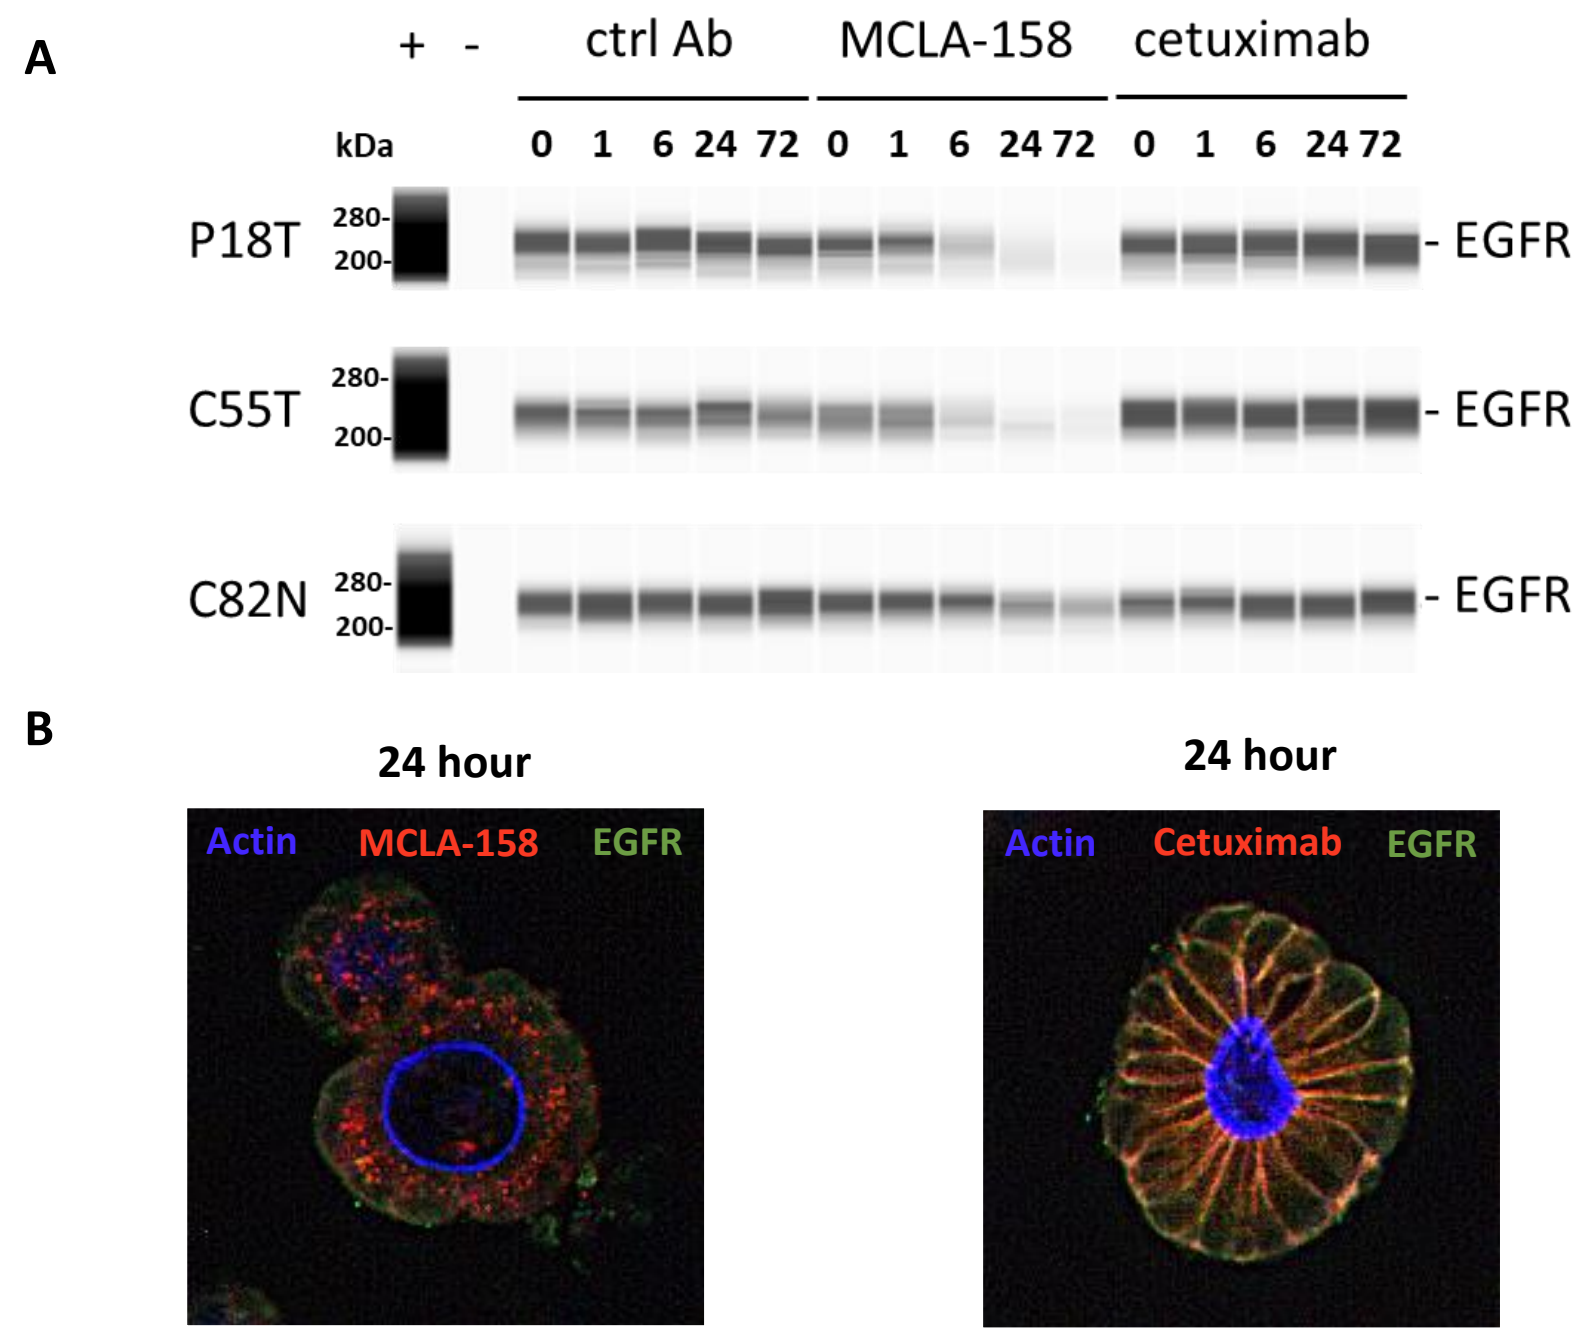 A
+ - ctrl Ab MCLA-158 cetuximab
kDa 0 1 6 24 72 0 1 6 24 72 0 1 6 24 72
P18T 280- 200- - EGFR
C55T 280- 200- - EGFR
C82N 280- 200- - EGFR
B
24 hour 24 hour
Actin MCLA-158 EGFR Actin Cetuximab EGFR